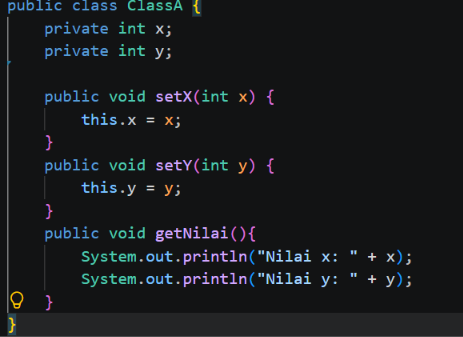 public class ClassA {
    private int x;
    private int y;

    public void setX(int x) {
        this.x = x;
    }
    public void setY(int y) {
        this.y = y;
    }
    public void getNilai(){
        System.out.println("Nilai x: " + x);
        System.out.println("Nilai y: " + y);
    }
}